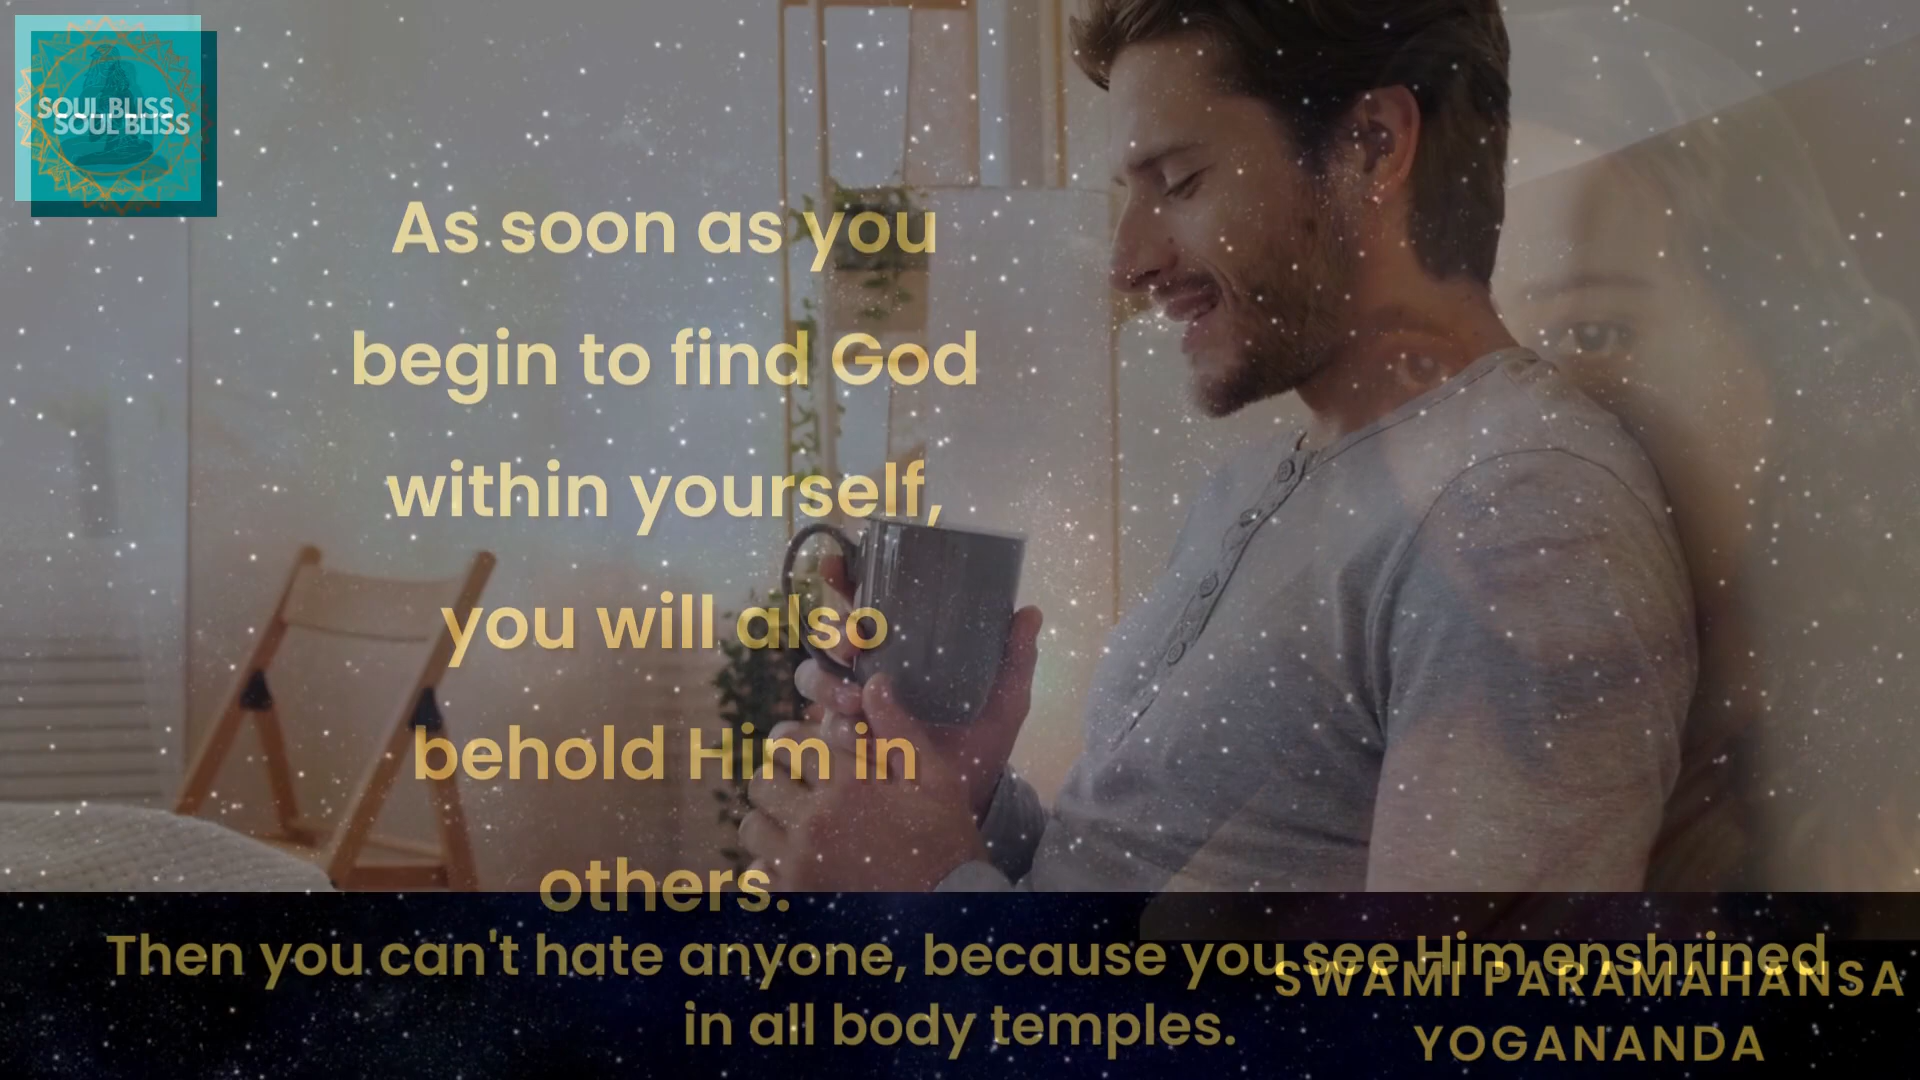 SOUL BLISS
SOUL BLISS
As soon as you
begin to find God
within yourself,
you will also
behold Him in
others.
Then you can't hate anyone, because you see Him enshrined
in all body temples.
SWAMI PARAMAHANSA
YOGANANDA